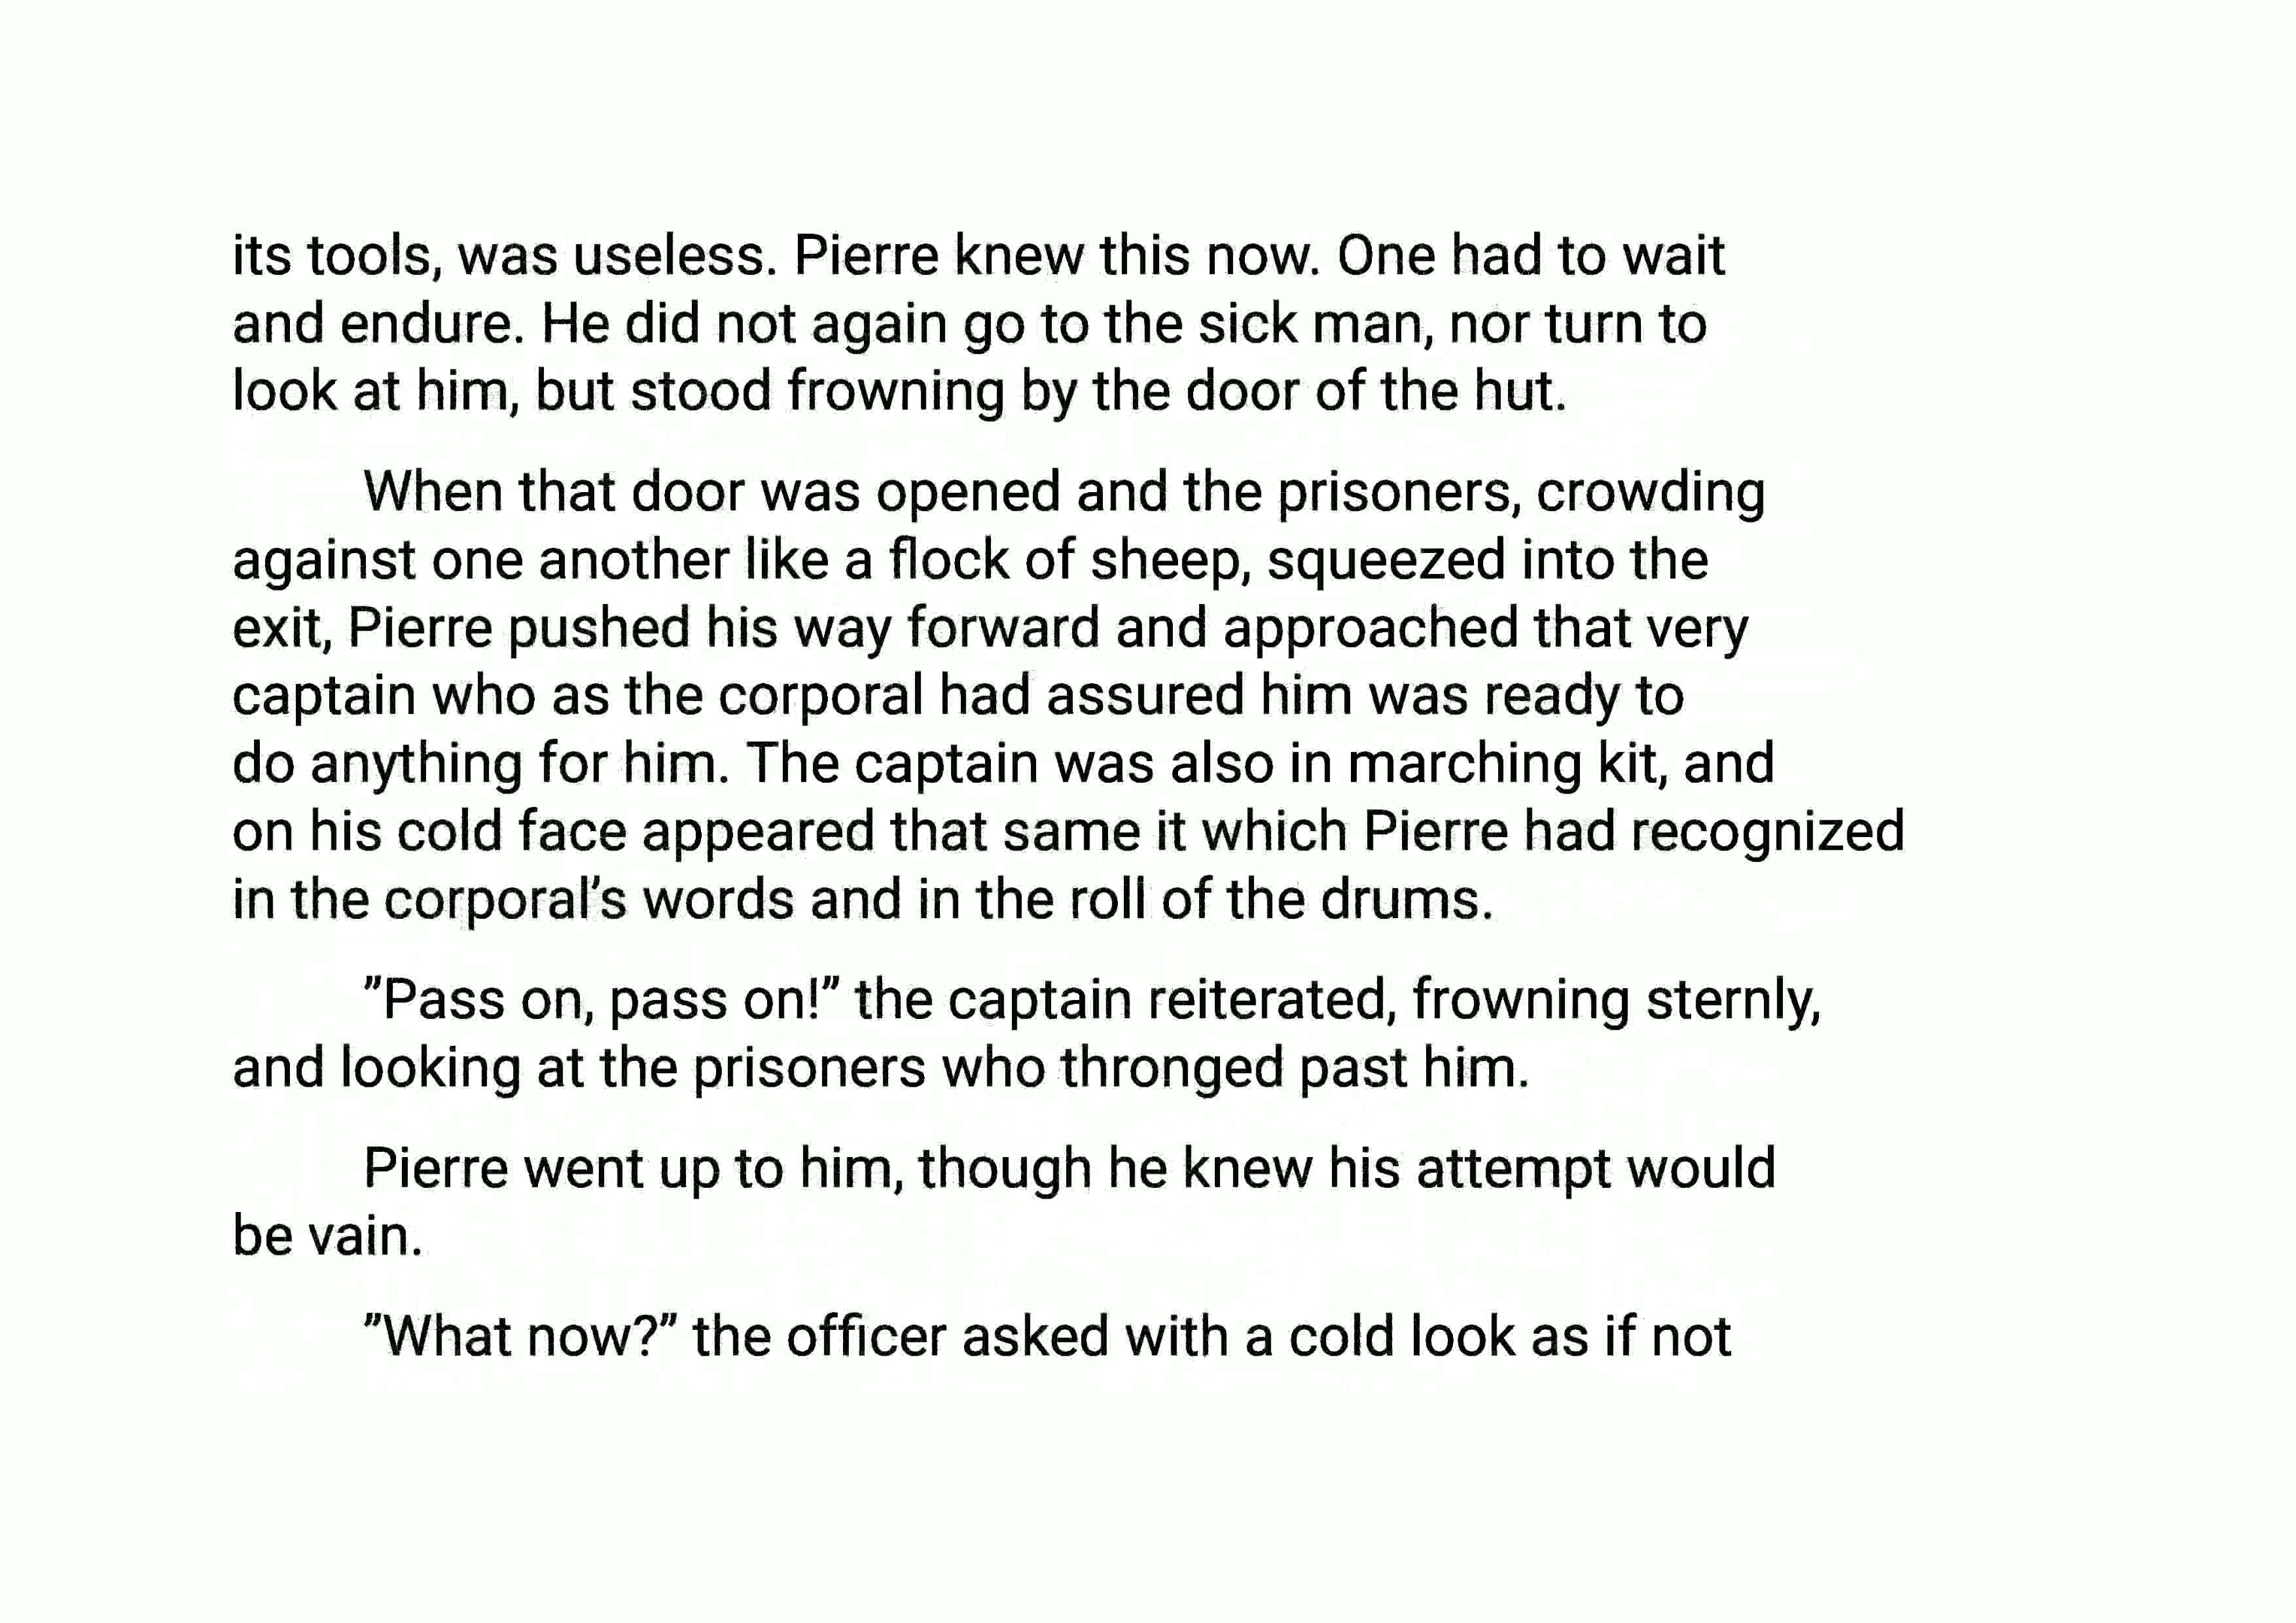 its tools, was useless. Pierre knew this now. One had to wait
and endure. He did not again go to the sick man, nor turn to
look at him, but stood frowning by the door of the hut.
When that door was opened and the prisoners, crowding
against one another like a flock of sheep, squeezed into the
exit, Pierre pushed his way forward and approached that very
captain who as the corporal had assured him was ready to
do anything for him. The captain was also in marching kit, and
on his cold face appeared that same it which Pierre had recognized
in the corporal’s words and in the roll of the drums.
”Pass on, pass on!” the captain reiterated, frowning sternly,
and looking at the prisoners who thronged past him.
Pierre went up to him, though he knew his attempt would
be vain.
”What now?” the officer asked with a cold look as if not